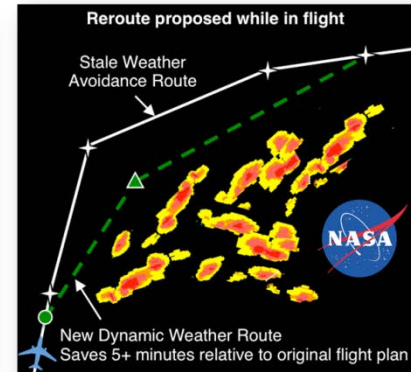 Reroute proposed while in flight
Stale Weather
Avoidance Route
NASA
New Dynamic Weather Route
Saves 5+ minutes relative to original flight plan